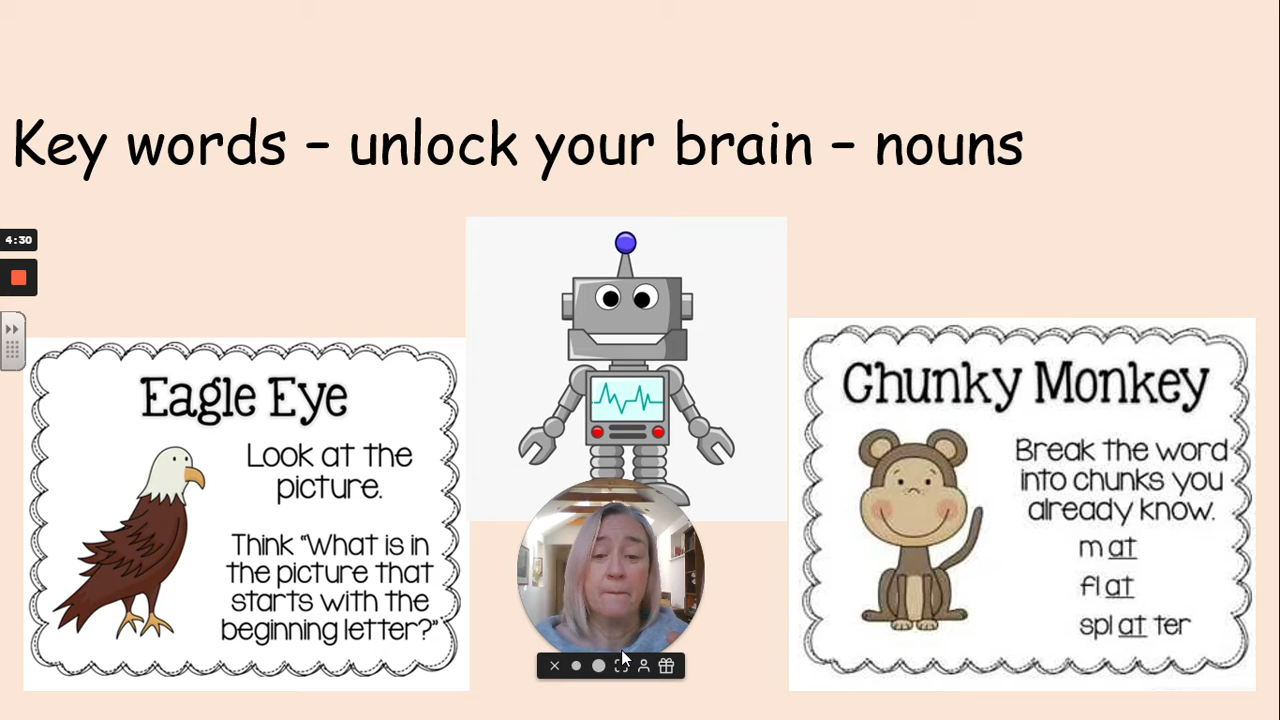 Key words – unlock your brain – nouns
4:30
Eagle Eye
Look at the
picture.
Think “What is in
the picture that
starts with the
beginning letter?”
Chunky Monkey
Break the word
into chunks you
already know.
m at
fl at
spl at ter